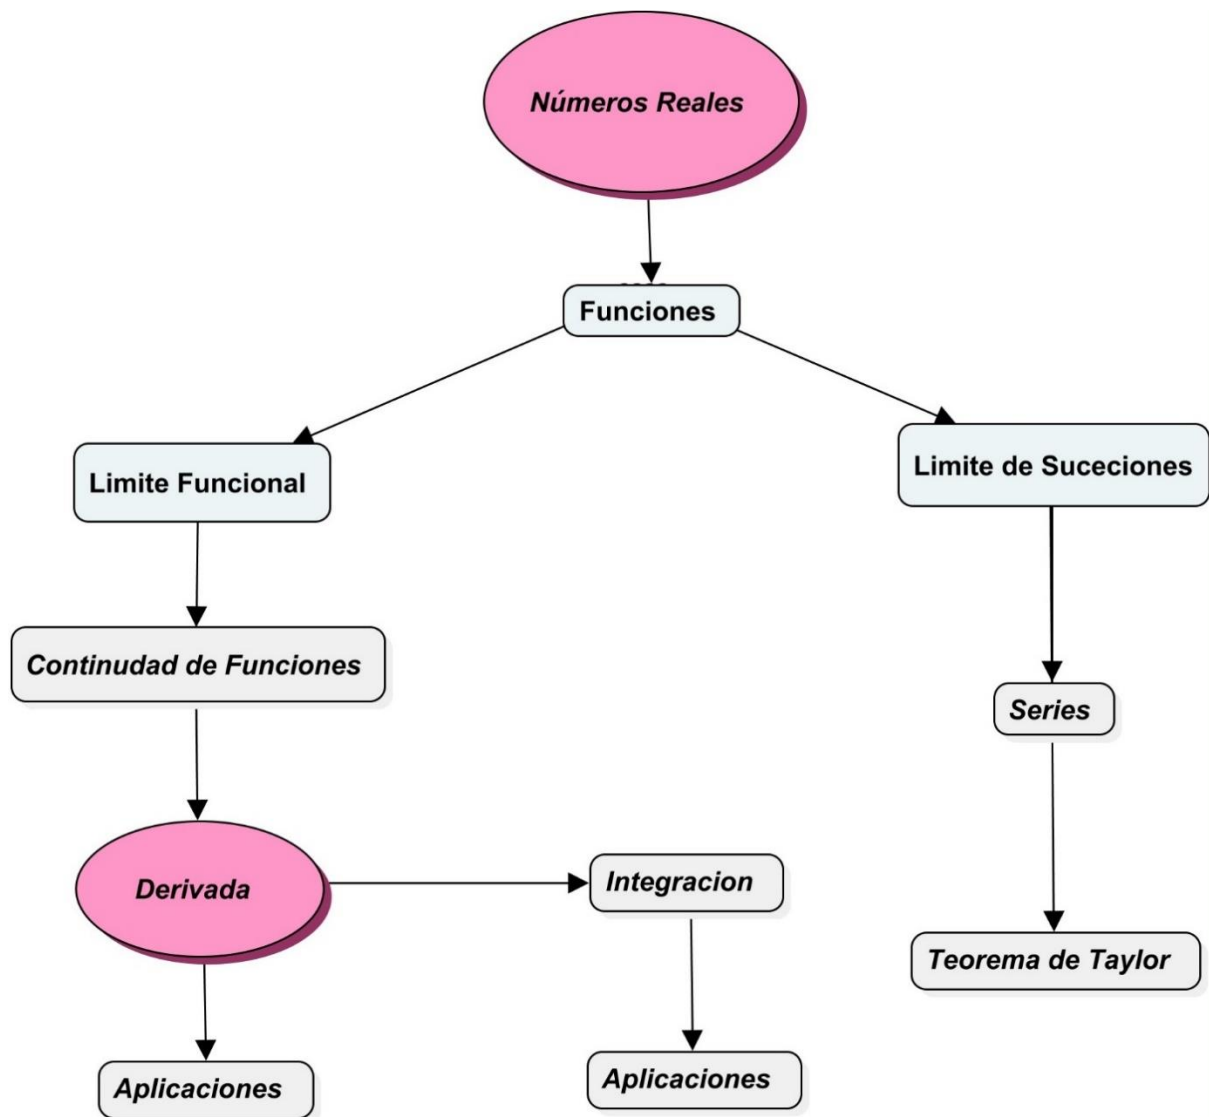 Números Reales
Funciones
Limite Funcional
Limite de Suceciones
Continudad de Funciones
Series
Derivada
Integracion
Teorema de Taylor
Aplicaciones
Aplicaciones